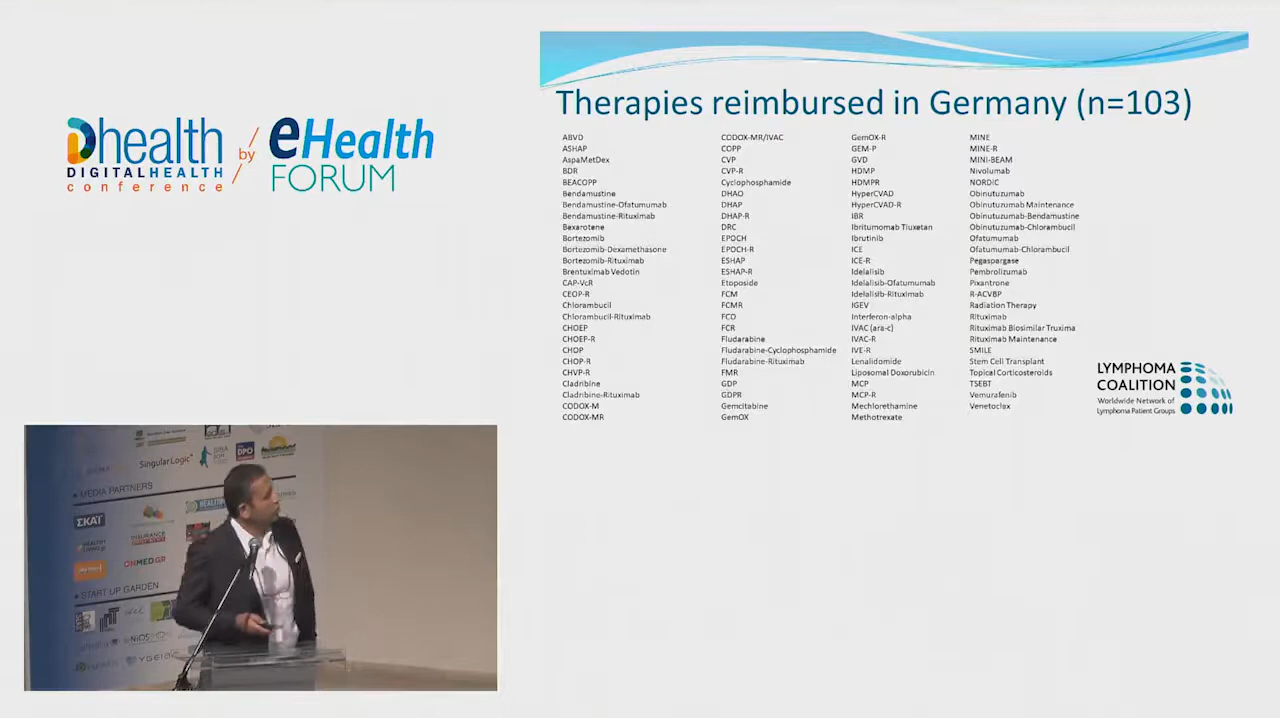 Dhealth
DIGITALHEALTH
conference
by
eHealth
FORUM
Therapies reimbursed in Germany (n=103)
ABVD
ASHAP
AspaMetDex
BDR
BEACOPP
Bendamustine
Bendamustine-Ofatumumab
Bendamustine-Rituximab
Bexarotene
Bortezomib
Bortezomib-Dexamethasone
Bortezomib-Rituximab
Brentuximab Vedotin
CAP-VcR
CEOP-R
Chlorambucil
Chlorambucil-Rituximab
CHOEP
CHOEP-R
CHOP
CHOP-R
CHVP-R
Cladribine
Cladribine-Rituximab
CODOX-M
CODOX-MR
CODOX-MR/IVAC
COPP
CVP
CVP-R
Cyclophosphamide
DHAO
DHAP
DHAP-R
DRC
EPOCH
EPOCH-R
ESHAP
ESHAP-R
Etoposide
FCM
FCMR
FCO
FCR
Fludarabine
Fludarabine-Cyclophosphamide
Fludarabine-Rituximab
FMR
GDP
GDPR
Gemcitabine
GemOX
GemOX-R
GEM-P
GVD
HDMP
HDMPR
HyperCVAD
HyperCVAD-R
IBR
Ibritumomab Tiuxetan
Ibrutinib
ICE
ICE-R
Idelalisib
Idelalisib-Ofatumumab
Idelalisib-Rituximab
IGEV
Interferon-alpha
IVAC (ara-c)
IVAC-R
IVE-R
Lenalidomide
Liposomal Doxorubicin
MCP
MCP-R
Mechlorethamine
Methotrexate
MINE
MINE-R
MINI-BEAM
Nivolumab
NORDIC
Obinutuzumab
Obinutuzumab Maintenance
Obinutuzumab-Bendamustine
Obinutuzumab-Chlorambucil
Ofatumumab
Ofatumumab-Chlorambucil
Pegaspargase
Pembrolizumab
Pixantrone
R-ACVBP
Radiation Therapy
Rituximab
Rituximab Biosimilar Truxima
Rituximab Maintenance
SMILE
Stem Cell Transplant
Topical Corticosteroids
TSEBT
Vemurafenib
Venetoclax
LYMPHOMA
COALITION
Worldwide Network of
Lymphoma Patient Groups
SingularLogic
DPO
MEDIA PARTNERS
ΣΚΑΪ
INSURANCE
ONMED.GR
START UP GARDEN